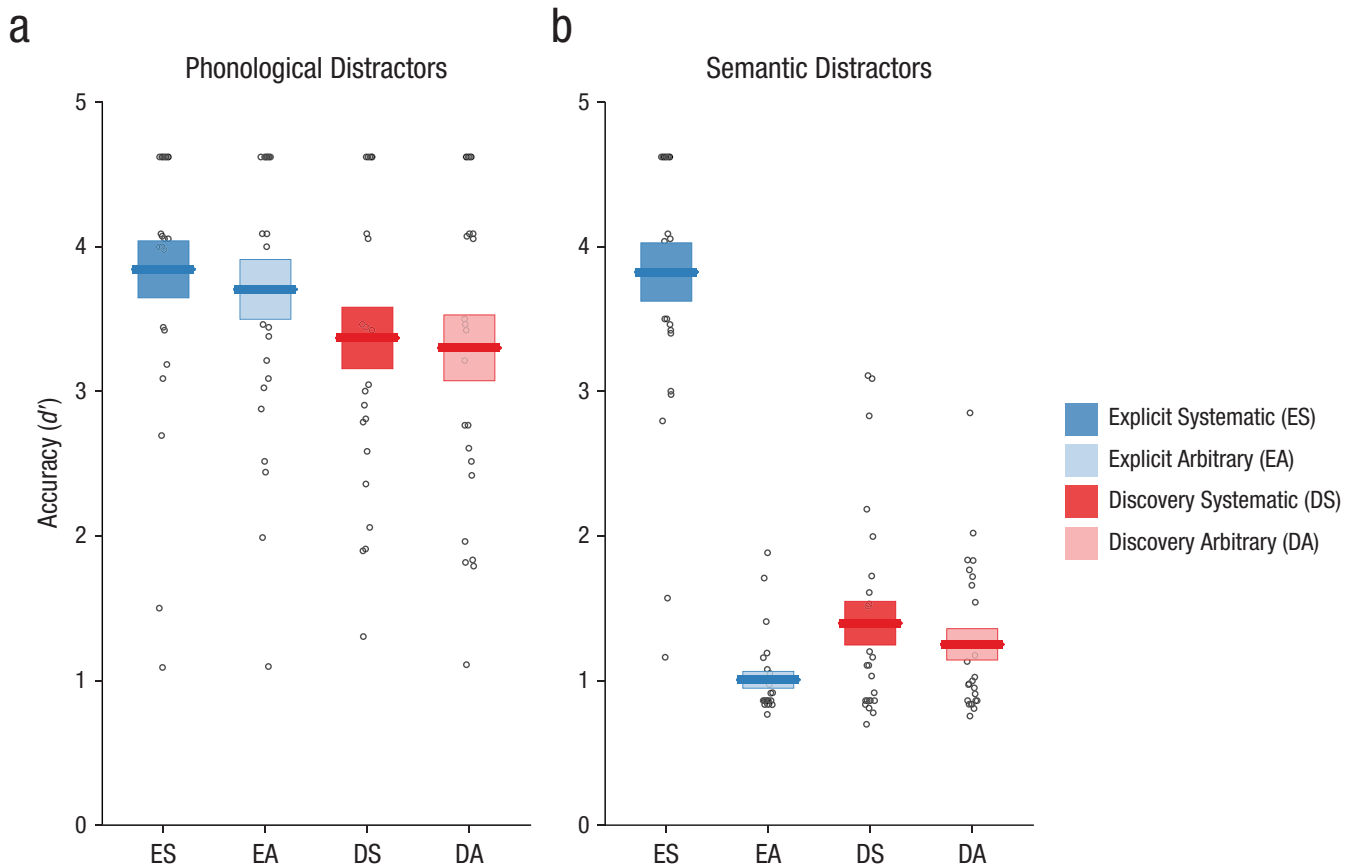 a
Phonological Distractors
Accuracy (d′)
5
4
3
2
1
0
ES EA DS DA
b
Semantic Distractors
5
4
3
2
1
0
ES EA DS DA
Explicit Systematic (ES)
Explicit Arbitrary (EA)
Discovery Systematic (DS)
Discovery Arbitrary (DA)